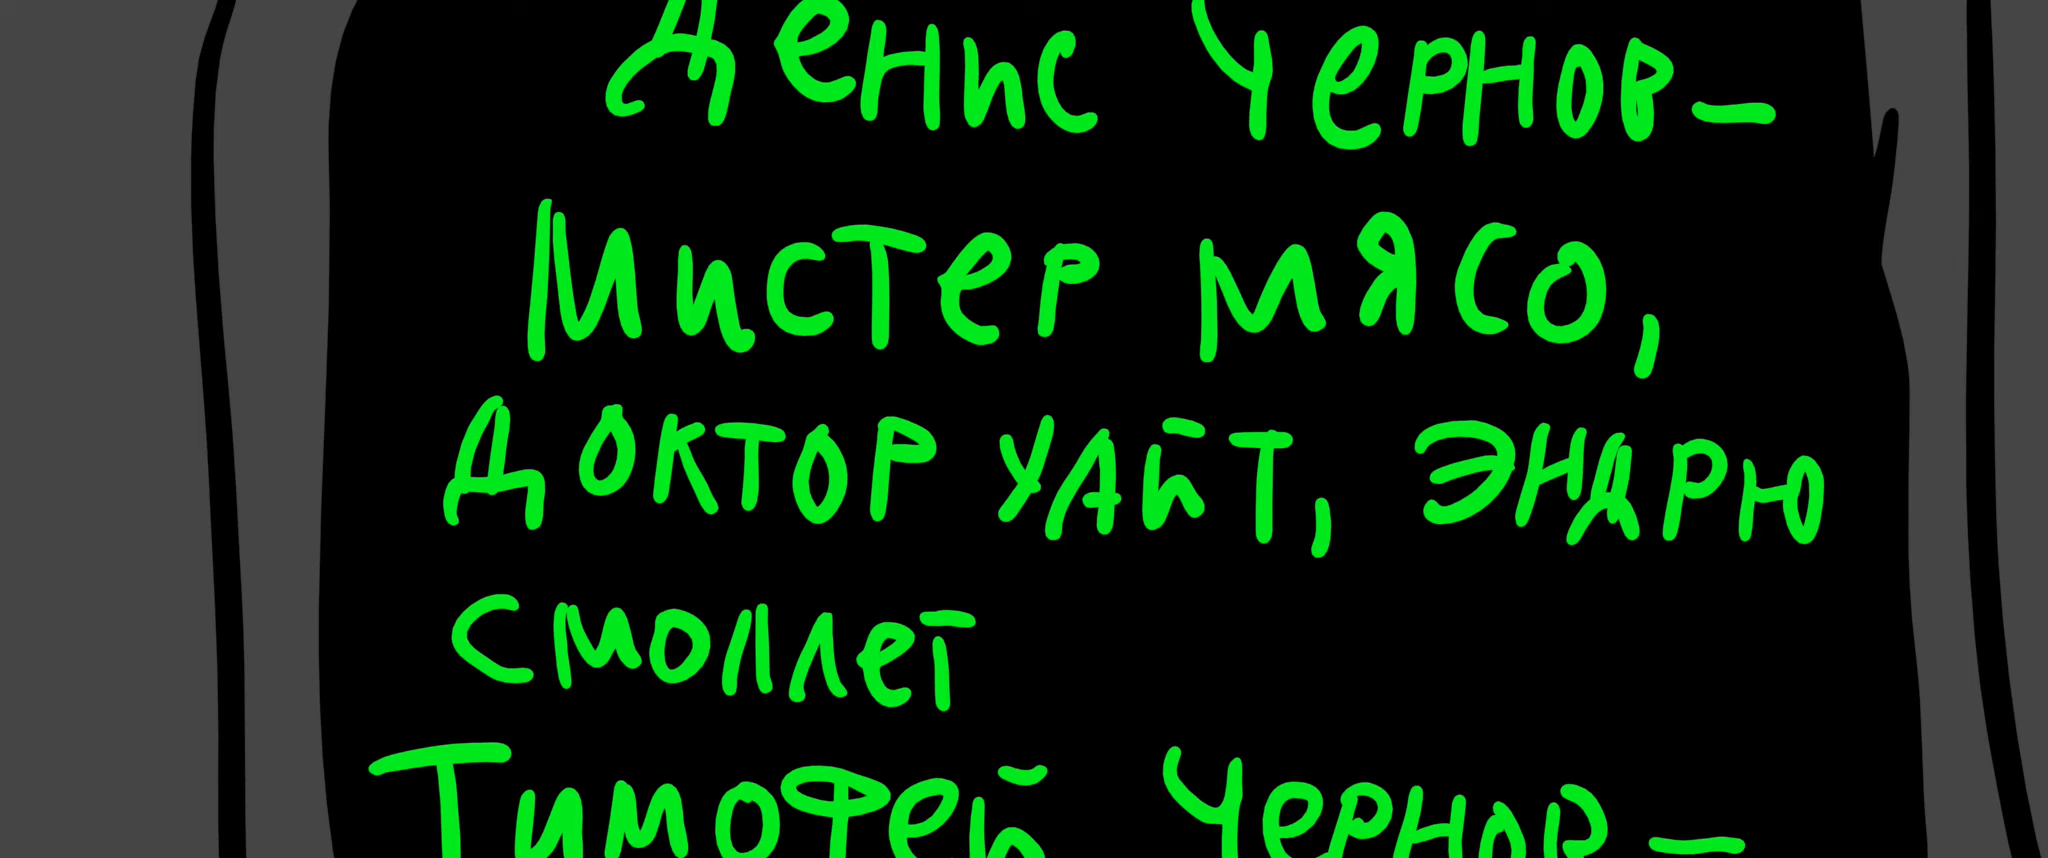 Денис Чернов-
Мистер мясо,
Доктор Уайт, Эндрю
Смоллет
Тимофей Чернов-